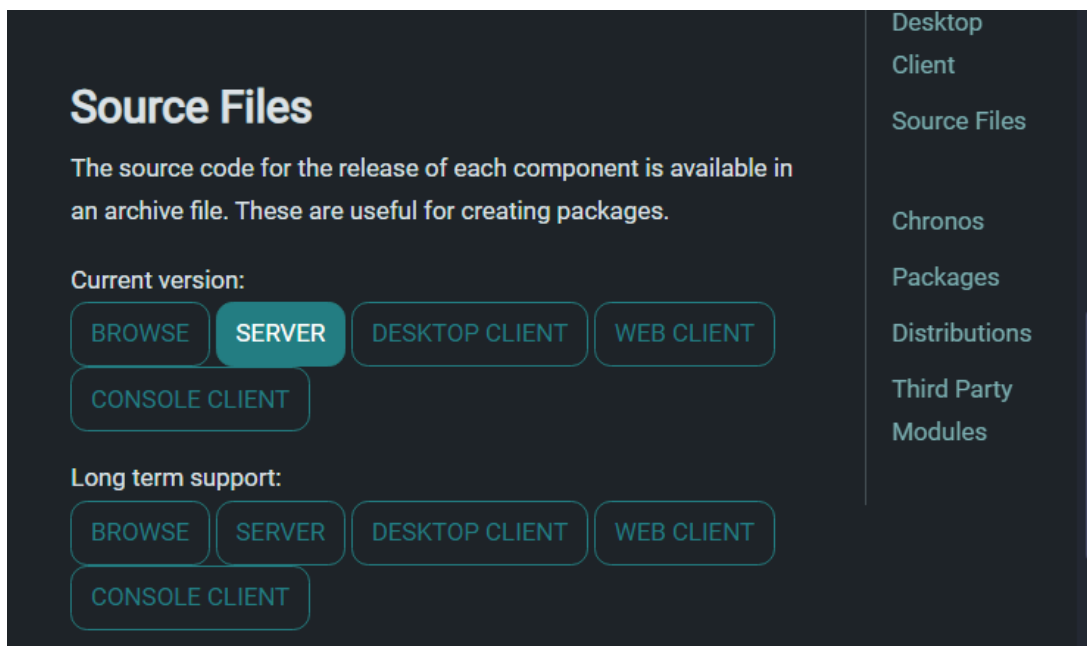 Source Files
The source code for the release of each component is available in
an archive file. These are useful for creating packages.
Current version:
BROWSE SERVER DESKTOP CLIENT WEB CLIENT
CONSOLE CLIENT
Long term support:
BROWSE SERVER DESKTOP CLIENT WEB CLIENT
CONSOLE CLIENT
Desktop
Client
Source Files
Chronos
Packages
Distributions
Third Party
Modules